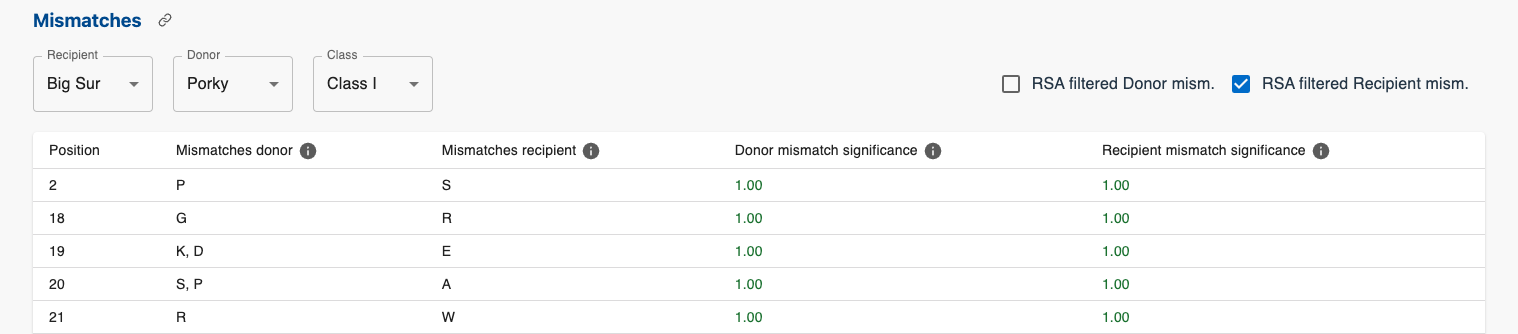 Mismatches
Recipient Donor Class
Big Sur Porky Class I
RSA filtered Donor mism. RSA filtered Recipient mism.
Position Mismatches donor Mismatches recipient Donor mismatch significance Recipient mismatch significance
2 P S 1.00 1.00
18 G R 1.00 1.00
19 K, D E 1.00 1.00
20 S, P A 1.00 1.00
21 R W 1.00 1.00